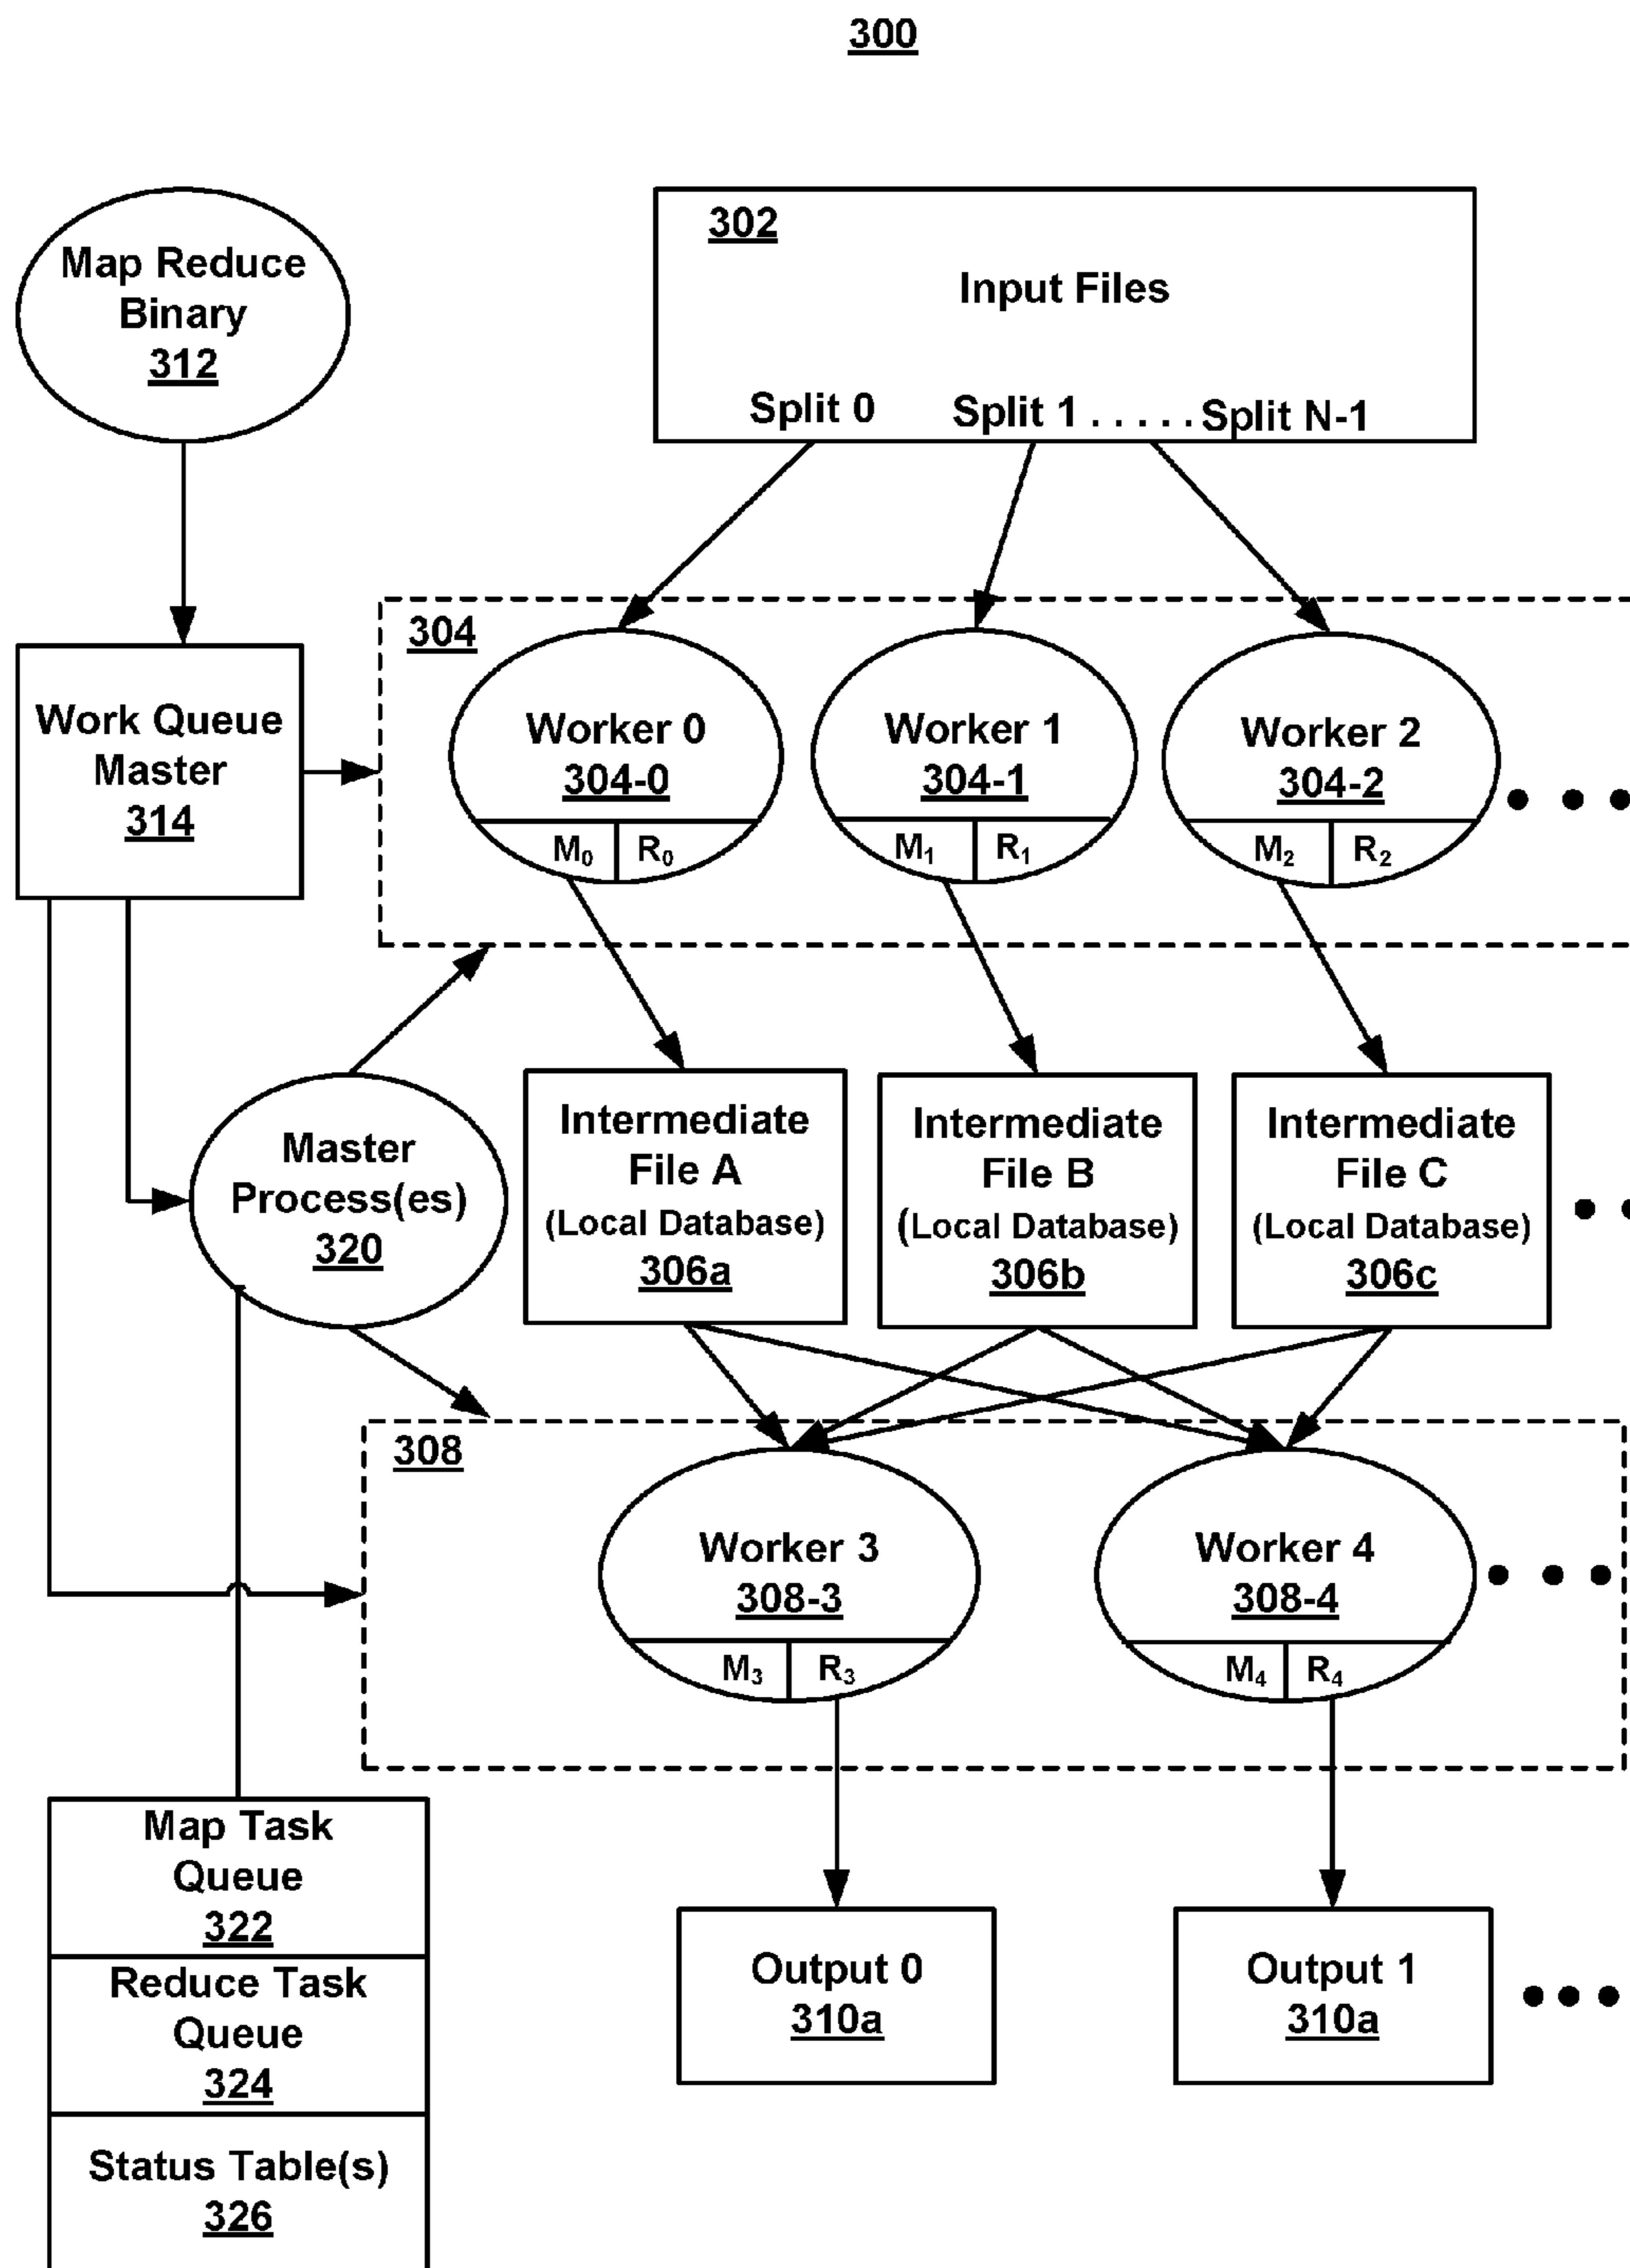 300
Map Reduce
Binary
312
302
Input Files
Split 0 Split 1 . . . . . Split N-1
Work Queue
Master
314
304
Worker 0
304-0
M₀ R₀
Worker 1
304-1
M₁ R₁
Worker 2
304-2
M₂ R₂
Master
Process(es)
320
Intermediate
File A
(Local Database)
306a
Intermediate
File B
(Local Database)
306b
Intermediate
File C
(Local Database)
306c
308
Worker 3
308-3
M₃ R₃
Worker 4
308-4
M₄ R₄
Map Task
Queue
322
Reduce Task
Queue
324
Status Table(s)
326
Output 0
310a
Output 1
310a